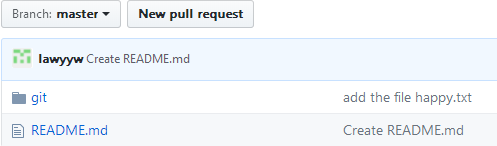 Branch: master New pull request
lawyyw Create README.md
git add the file happy.txt
README.md Create README.md